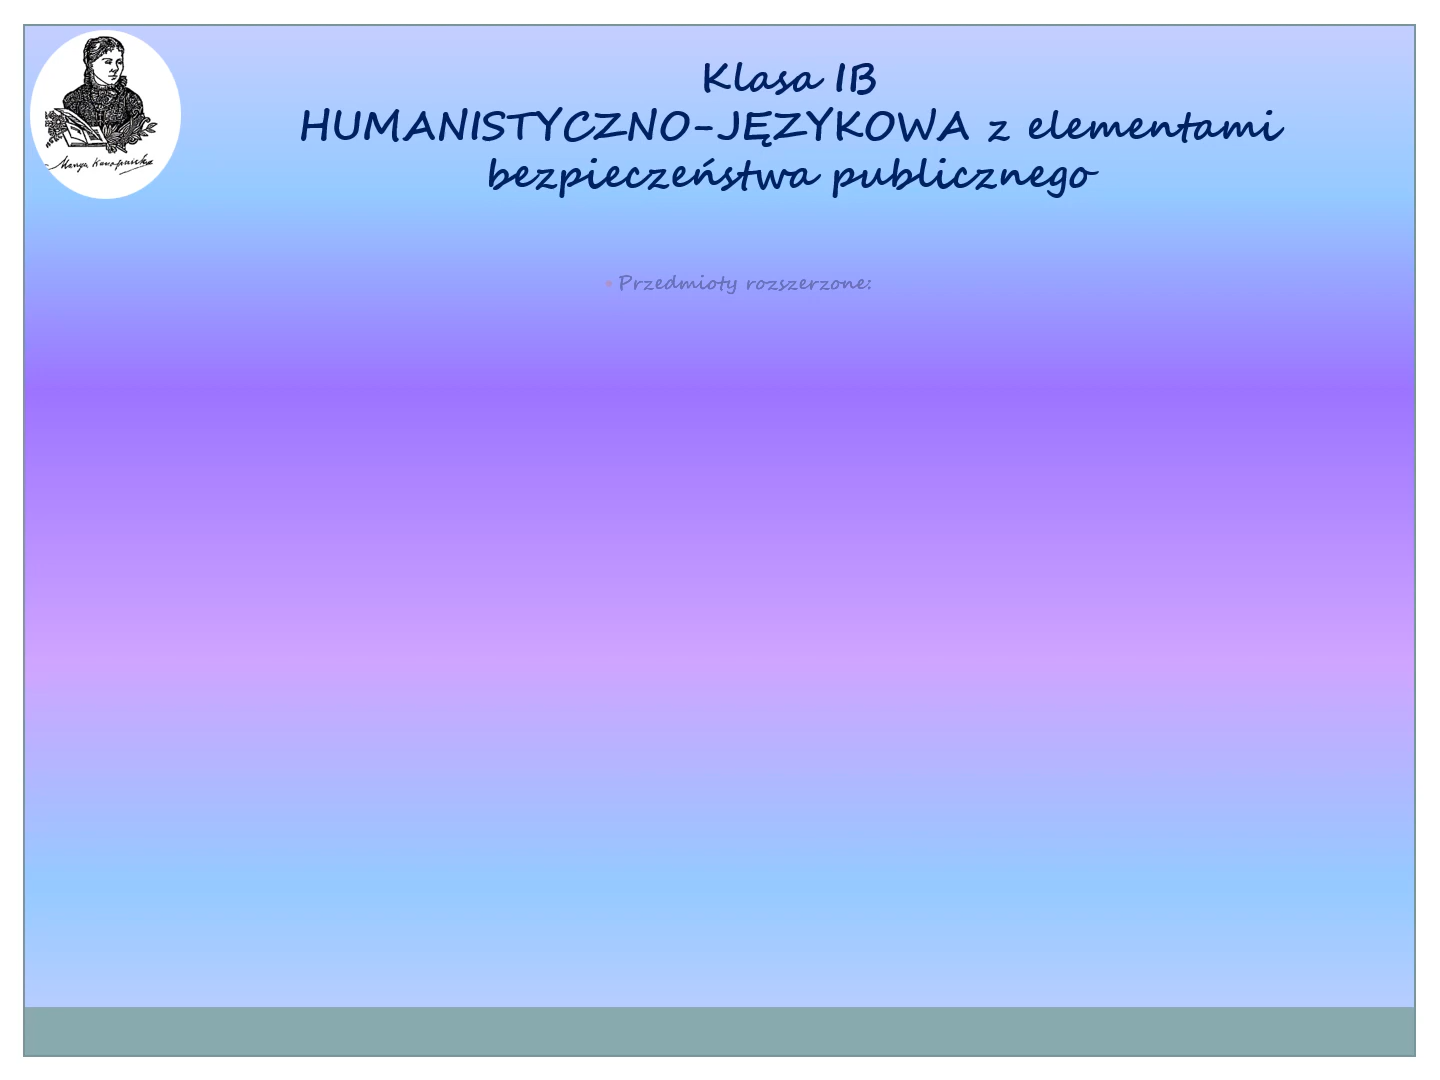 Klasa IB
HUMANISTYCZNO-JĘZYKOWA z elementami
bezpieczeństwa publicznego
• Przedmioty rozszerzone: